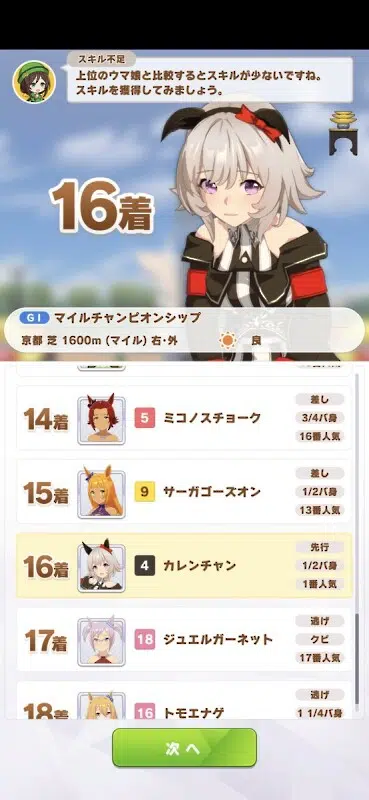 スキル不足
上位のウマ娘と比較するとスキルが少ないですね。
スキルを獲得してみましょう。
16着
GI マイルチャンピオンシップ
京都 芝 1600m (マイル) 右・外 良
14着 5 ミコノスチョーク
差し
3/4バ身
16番人気
15着 9 サーガゴーズオン
差し
1/2バ身
13番人気
16着 4 カレンチャン
先行
1/2バ身
1番人気
17着 18 ジュエルガーネット
逃げ
クビ
17番人気
18着 16 トモエナゲ
逃げ
1 1/4バ身
次へ